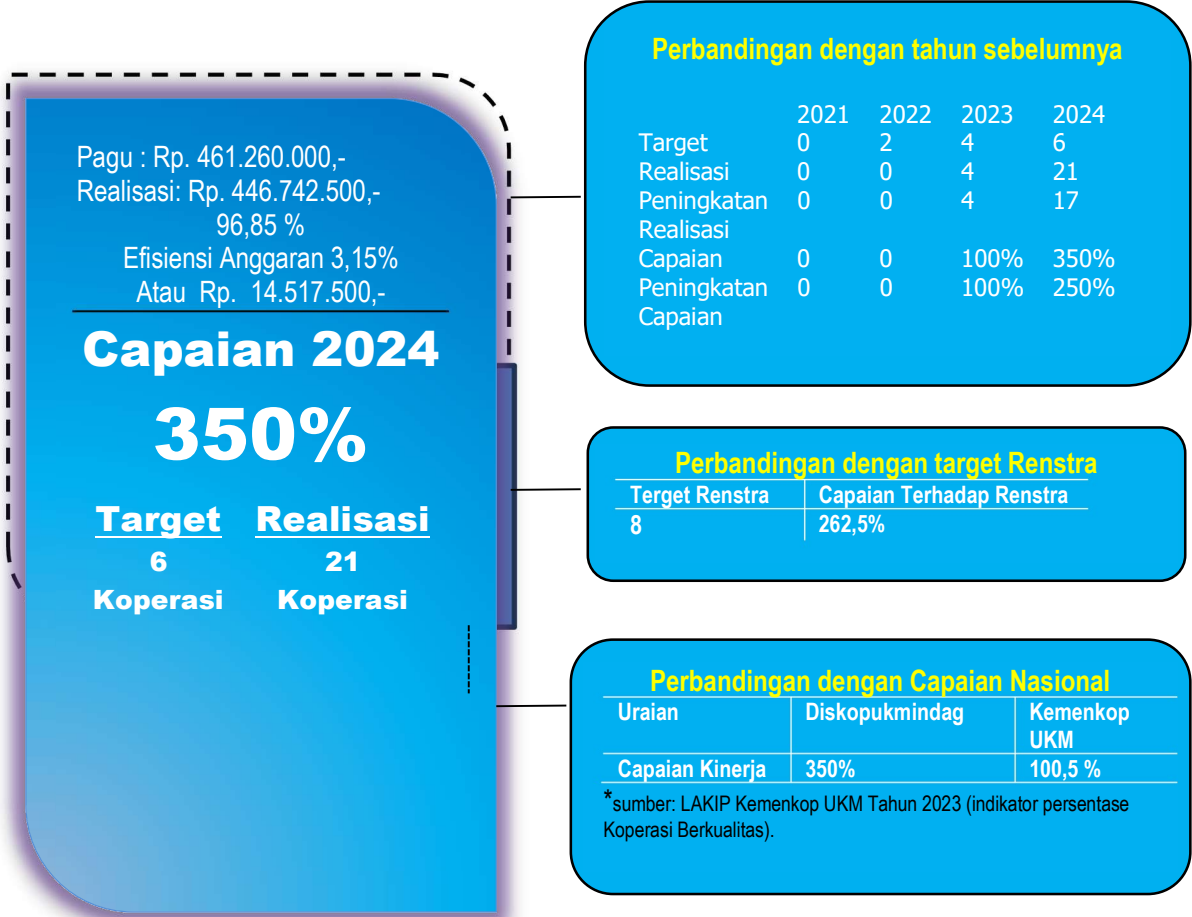 Pagu : Rp. 461.260.000,-
Realisasi: Rp. 446.742.500,-
96,85 %
Efisiensi Anggaran 3,15%
Atau Rp. 14.517.500,-
Capaian 2024
350%
Target Realisasi
6 21
Koperasi Koperasi
Perbandingan dengan tahun sebelumnya
2021 2022 2023 2024
Target 0 2 4 6
Realisasi 0 0 4 21
Peningkatan 0 0 4 17
Realisasi
Capaian 0 0 100% 350%
Peningkatan 0 0 100% 250%
Capaian
Perbandingan dengan target Renstra
Terget Renstra Capaian Terhadap Renstra
8 262,5%
Perbandingan dengan Capaian Nasional
Uraian Diskopukmindag Kemenkop
UKM
Capaian Kinerja 350% 100,5 %
*sumber: LAKIP Kemenkop UKM Tahun 2023 (indikator persentase
Koperasi Berkualitas).